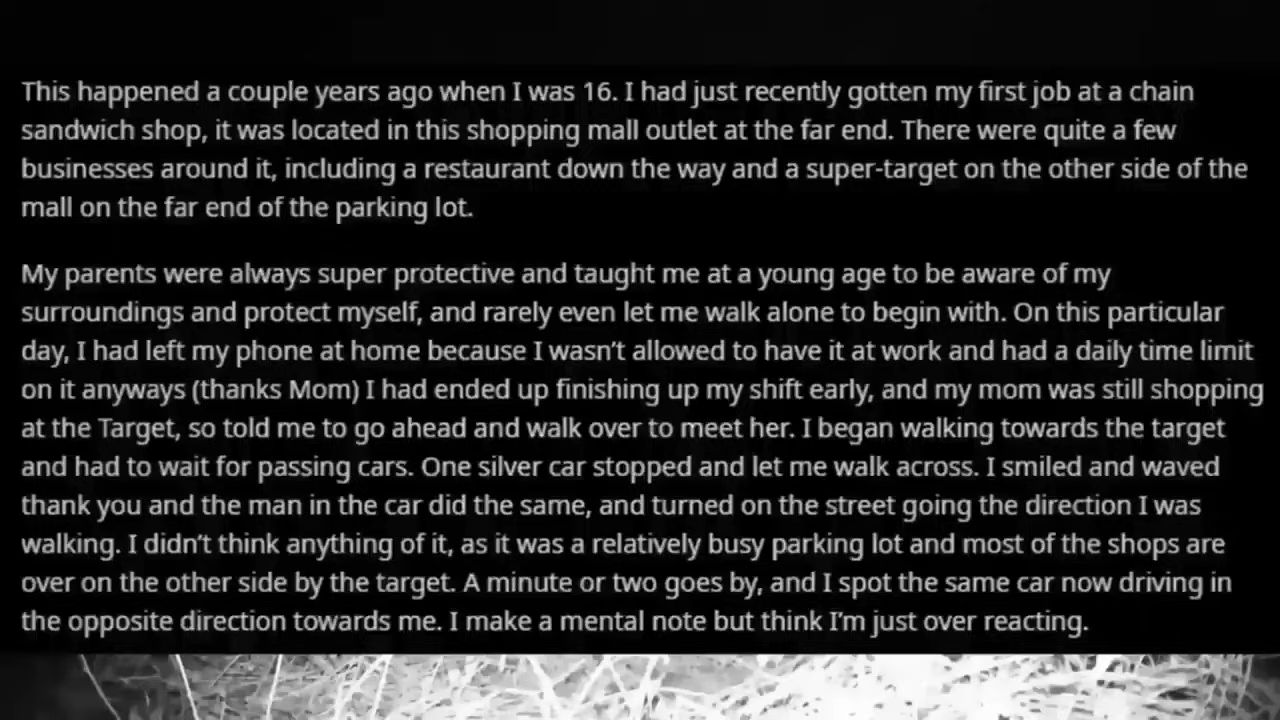 This happened a couple years ago when I was 16. I had just recently gotten my first job at a chain
sandwich shop, it was located in this shopping mall outlet at the far end. There were quite a few
businesses around it, including a restaurant down the way and a super-target on the other side of the
mall on the far end of the parking lot.
My parents were always super protective and taught me at a young age to be aware of my
surroundings and protect myself, and rarely even let me walk alone to begin with. On this particular
day, I had left my phone at home because I wasn’t allowed to have it at work and had a daily time limit
on it anyways (thanks Mom) I had ended up finishing up my shift early, and my mom was still shopping
at the Target, so told me to go ahead and walk over to meet her. I began walking towards the target
and had to wait for passing cars. One silver car stopped and let me walk across. I smiled and waved
thank you and the man in the car did the same, and turned on the street going the direction I was
walking. I didn’t think anything of it, as it was a relatively busy parking lot and most of the shops are
over on the other side by the target. A minute or two goes by, and I spot the same car now driving in
the opposite direction towards me. I make a mental note but think I’m just over reacting.